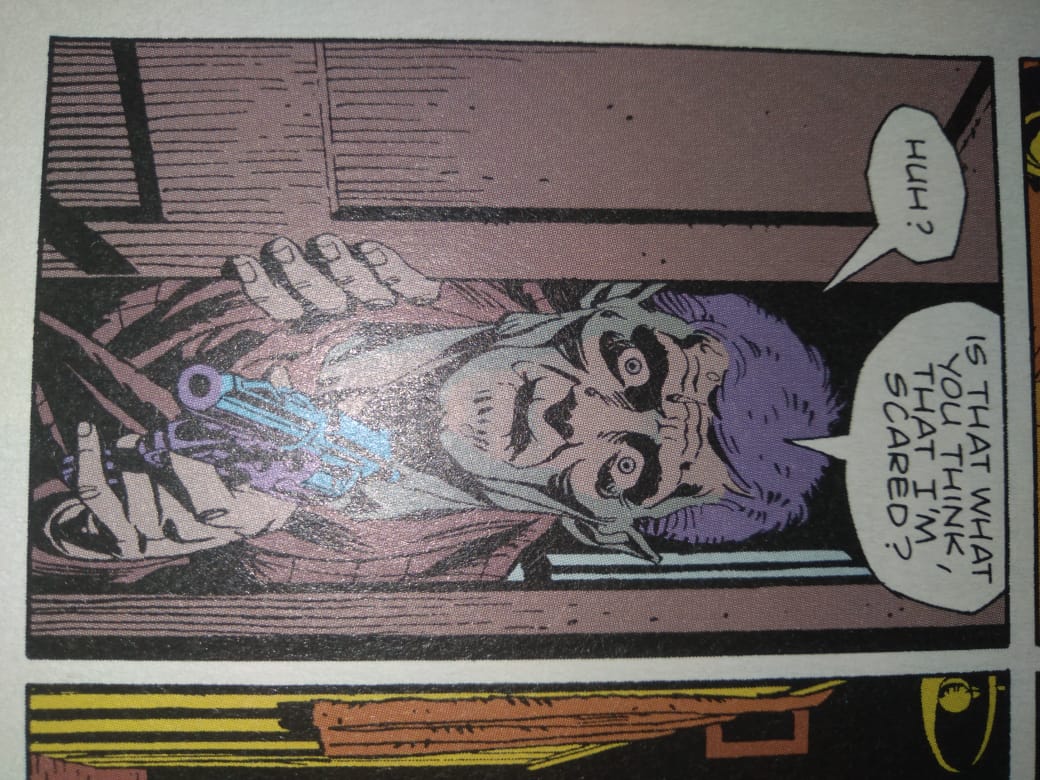 HUH?
IS THAT WHAT
YOU THINK,
THAT I'M
SCARED?